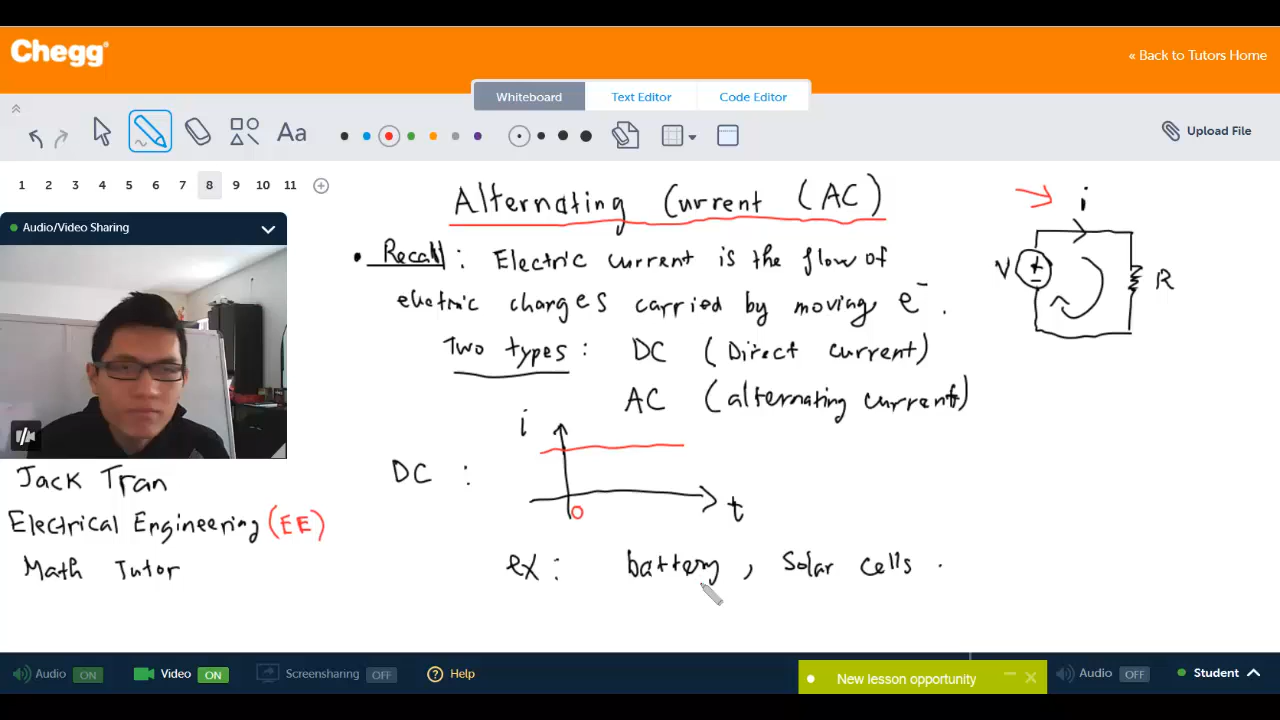 Chegg
« Back to Tutors Home
Whiteboard
Text Editor
Code Editor
Aa
Upload File
1 2 3 4 5 6 7 8 9 10 11
Audio/Video Sharing
Alternating Current (AC)
i
• Recall : Electric current is the flow of
electric charges carried by moving e⁻ .
V + - R
Two types : DC (Direct current)
AC (alternating current)
i
DC :
0 t
ex : battery , Solar cells .
Jack Tran
Electrical Engineering (EE)
Math Tutor
Audio ON
Video ON
Screensharing OFF
? Help
New lesson opportunity
Audio OFF
Student